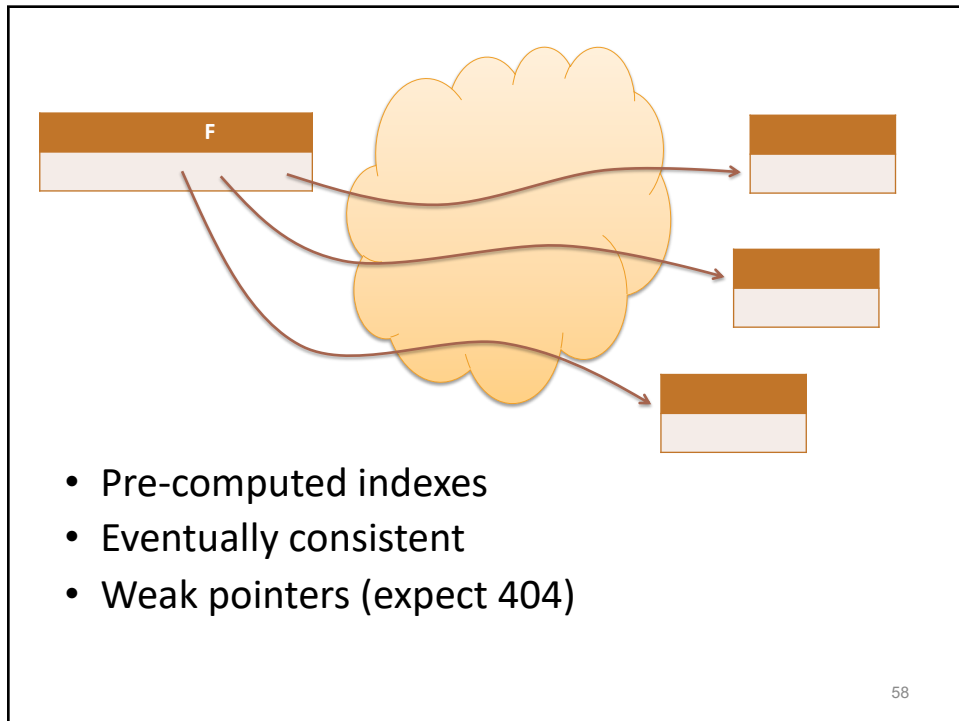 F
• Pre-computed indexes
• Eventually consistent
• Weak pointers (expect 404)
58